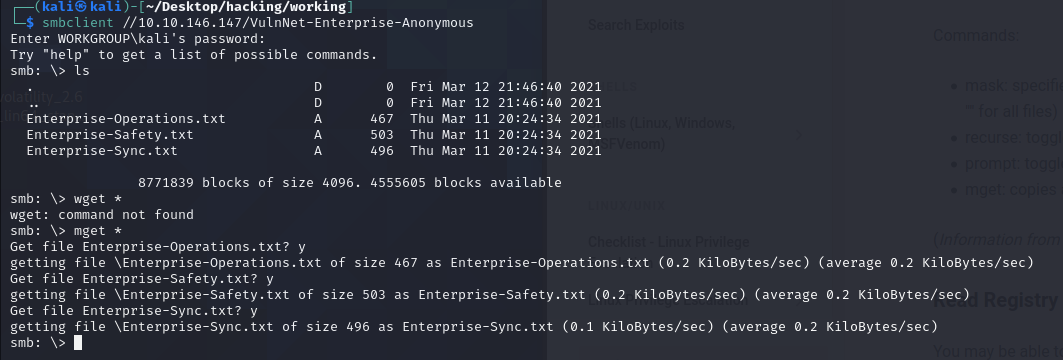 (kali㉿kali)-[~/Desktop/hacking/working]
$ smbclient //10.10.146.147/VulnNet-Enterprise-Anonymous
Enter WORKGROUP\kali's password:
Try "help" to get a list of possible commands.
smb: \> ls
  .                                   D        0  Fri Mar 12 21:46:40 2021
  ..                                  D        0  Fri Mar 12 21:46:40 2021
  Enterprise-Operations.txt           A      467  Thu Mar 11 20:24:34 2021
  Enterprise-Safety.txt               A      503  Thu Mar 11 20:24:34 2021
  Enterprise-Sync.txt                 A      496  Thu Mar 11 20:24:34 2021
8771839 blocks of size 4096. 4555605 blocks available
smb: \> wget *
wget: command not found
smb: \> mget *
Get file Enterprise-Operations.txt? y
getting file \Enterprise-Operations.txt of size 467 as Enterprise-Operations.txt (0.2 KiloBytes/sec) (average 0.2 KiloBytes/sec)
Get file Enterprise-Safety.txt? y
getting file \Enterprise-Safety.txt of size 503 as Enterprise-Safety.txt (0.2 KiloBytes/sec) (average 0.2 KiloBytes/sec)
Get file Enterprise-Sync.txt? y
getting file \Enterprise-Sync.txt of size 496 as Enterprise-Sync.txt (0.1 KiloBytes/sec) (average 0.2 KiloBytes/sec)
smb: \>
volatility_2.6
Search Exploits
(Linux, Windows,
Checklist - Linux Privilege
Commands:
mask:
" for all files)
recurse:
prompt:
mget: copies
(Information from
Read Registry
You may be able